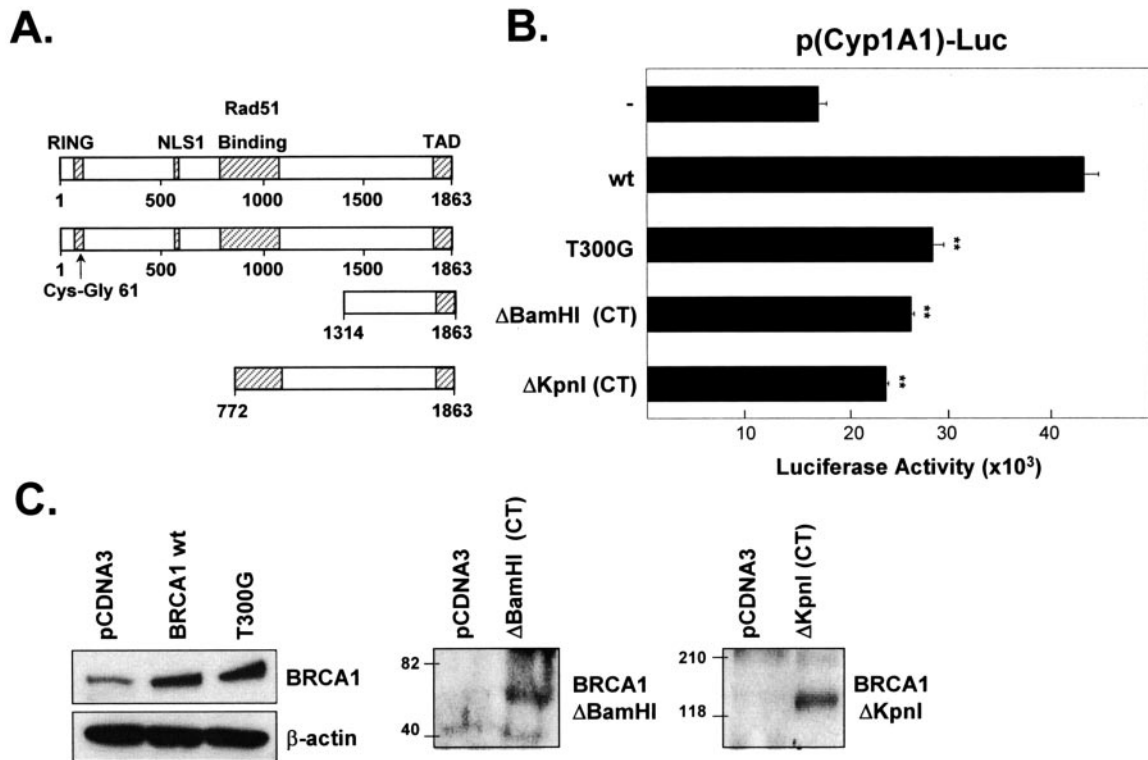 A.
Rad51
RING NLS1 Binding TAD
1 500 1000 1500 1863
1 500 1000 1500 1863
Cys-Gly 61
1314 1863
772 1863
B.
p(Cyp1A1)-Luc
-
wt
T300G **
ΔBamHI (CT) **
ΔKpnI (CT) **
10 20 30 40
Luciferase Activity (x10³)
C.
pCDNA3
BRCA1 wt
T300G
BRCA1
β-actin
pCDNA3
ΔBamHI (CT)
82
40
BRCA1
ΔBamHI
pCDNA3
ΔKpnI (CT)
210
118
BRCA1
ΔKpnI